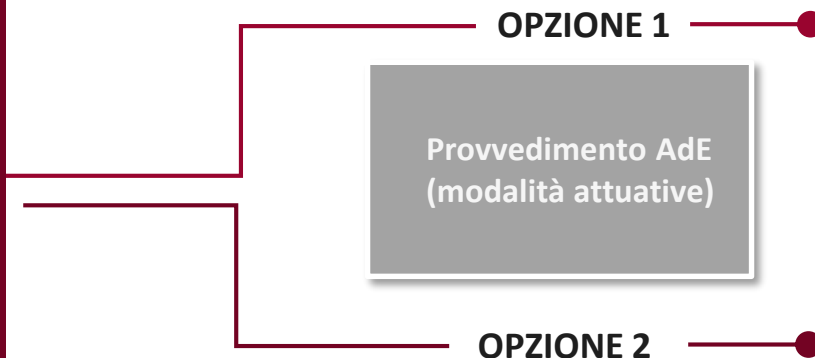 OPZIONE 1
Provvedimento AdE
(modalità attuative)
OPZIONE 2